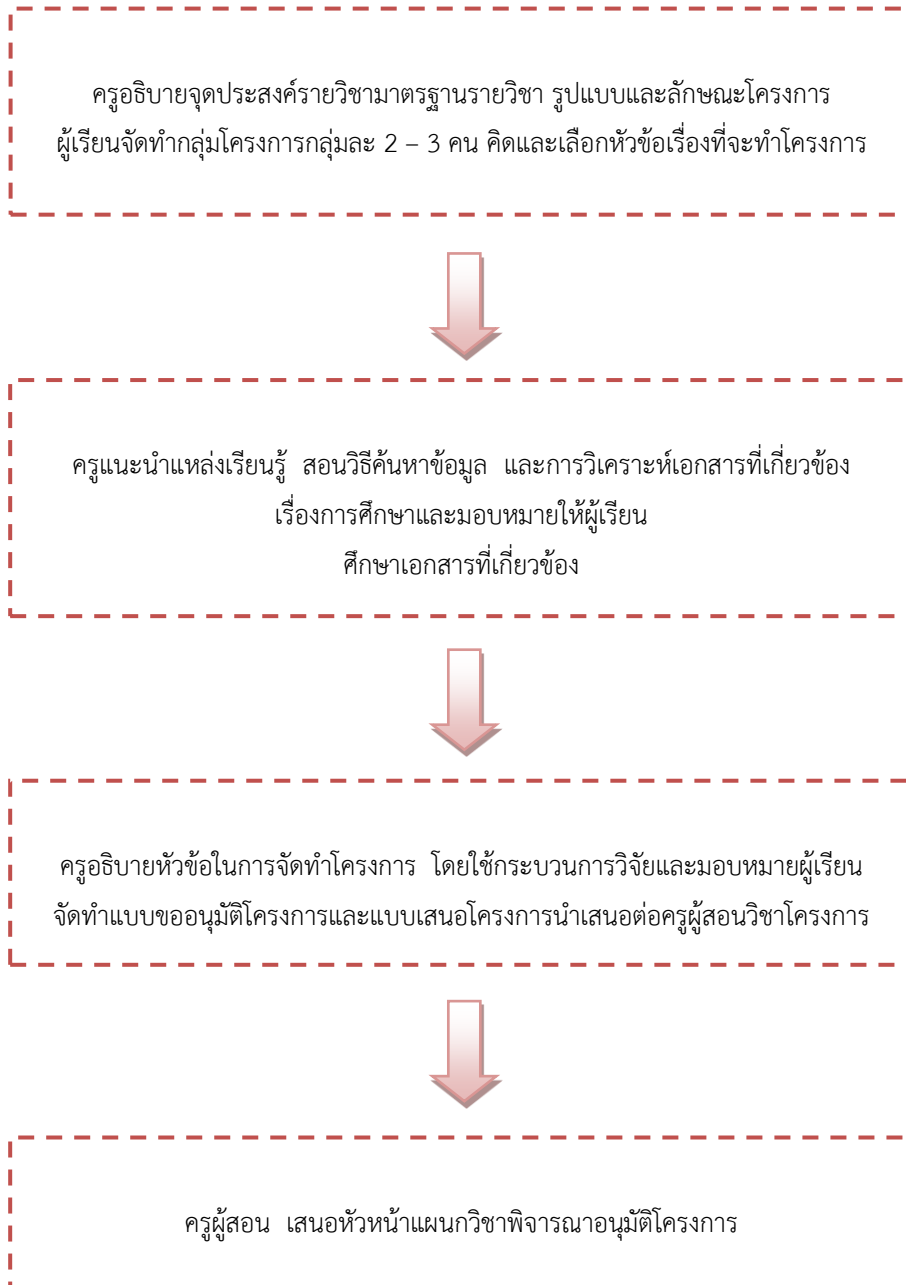 ครูอธิบายจุดประสงค์รายวิชามาตรฐานรายวิชา รูปแบบและลักษณะโครงการ
ผู้เรียนจัดทำกลุ่มโครงการกลุ่มละ 2 – 3 คน คิดและเลือกหัวข้อเรื่องที่จะทำโครงการ
ครูแนะนำแหล่งเรียนรู้ สอนวิธีค้นหาข้อมูล และการวิเคราะห์เอกสารที่เกี่ยวข้อง
เรื่องการศึกษาและมอบหมายให้ผู้เรียน
ศึกษาเอกสารที่เกี่ยวข้อง
ครูอธิบายหัวข้อในการจัดทำโครงการ โดยใช้กระบวนการวิจัยและมอบหมายผู้เรียน
จัดทำแบบขออนุมัติโครงการและแบบเสนอโครงการนำเสนอต่อครูผู้สอนวิชาโครงการ
ครูผู้สอน เสนอหัวหน้าแผนกวิชาพิจารณาอนุมัติโครงการ